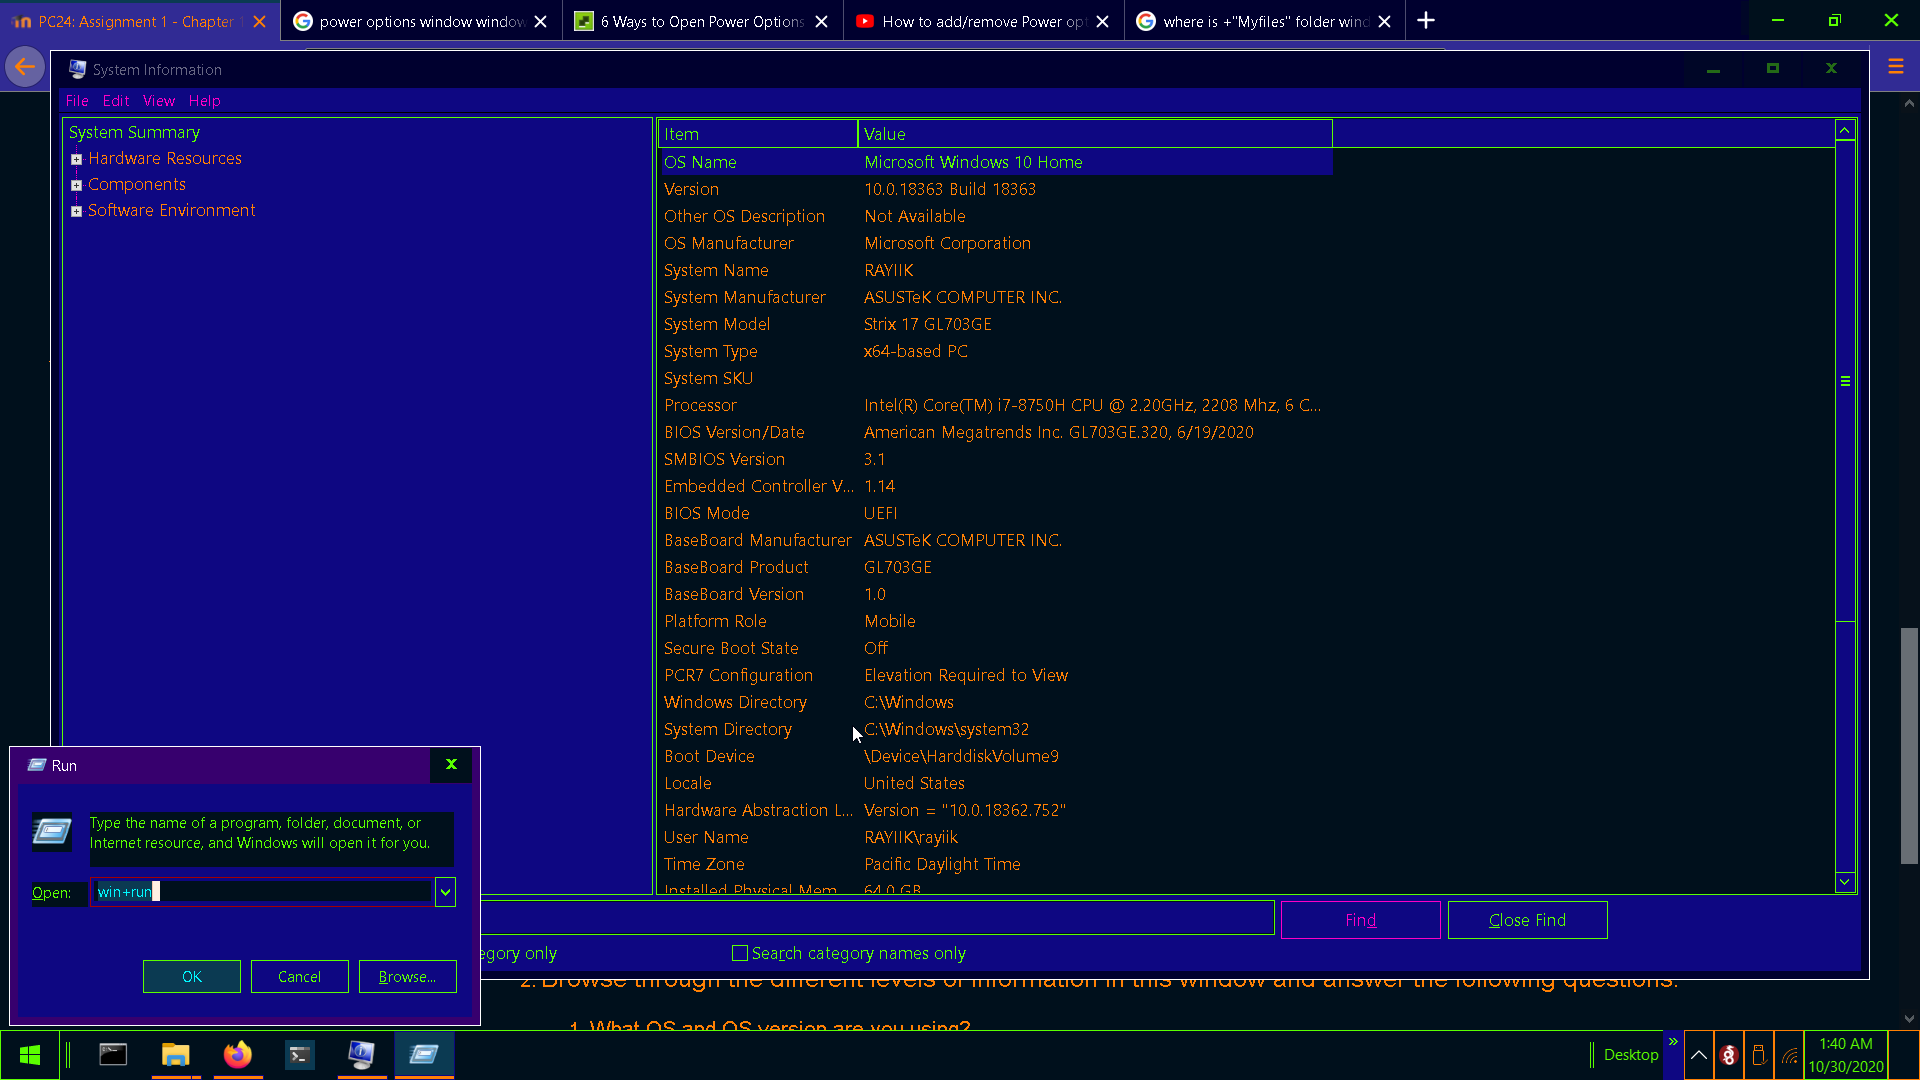 PC24: Assignment 1 - Chapter 1
power options window window
6 Ways to Open Power Options
How to add/remove Power op
where is +"Myfiles" folder wind
System Information
File Edit View Help
System Summary
Hardware Resources
Components
Software Environment
Item Value
OS Name Microsoft Windows 10 Home
Version 10.0.18363 Build 18363
Other OS Description Not Available
OS Manufacturer Microsoft Corporation
System Name RAYIIK
System Manufacturer ASUSTeK COMPUTER INC.
System Model Strix 17 GL703GE
System Type x64-based PC
System SKU
Processor Intel(R) Core(TM) i7-8750H CPU @ 2.20GHz, 2208 Mhz, 6 C...
BIOS Version/Date American Megatrends Inc. GL703GE.320, 6/19/2020
SMBIOS Version 3.1
Embedded Controller V... 1.14
BIOS Mode UEFI
BaseBoard Manufacturer ASUSTeK COMPUTER INC.
BaseBoard Product GL703GE
BaseBoard Version 1.0
Platform Role Mobile
Secure Boot State Off
PCR7 Configuration Elevation Required to View
Windows Directory C:\Windows
System Directory C:\Windows\system32
Boot Device \Device\HarddiskVolume9
Locale United States
Hardware Abstraction L... Version = "10.0.18362.752"
User Name RAYIIK\rayiik
Time Zone Pacific Daylight Time
Installed Physical Mem 64.0 GB
Find Close Find
egory only Search category names only
Run
Type the name of a program, folder, document, or
Internet resource, and Windows will open it for you.
Open: win+run
OK Cancel Browse...
2. Browse through the different levels of information in this window and answer the following questions:
1. What OS and OS version are you using?
Desktop
1:40 AM
10/30/2020